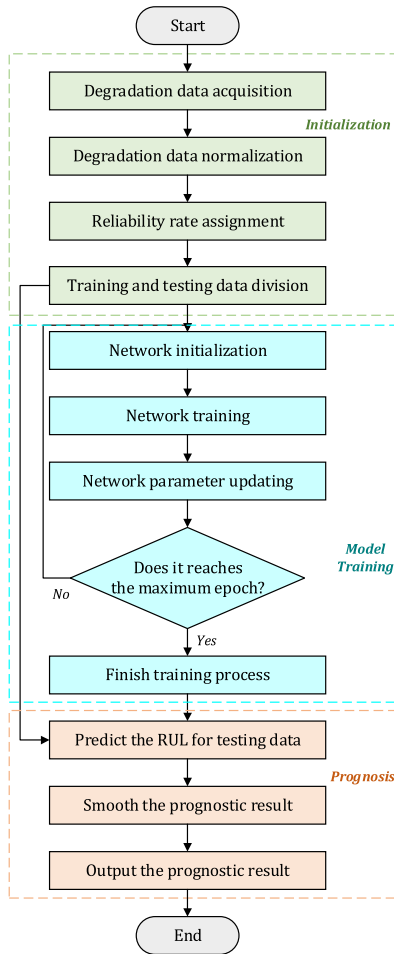 Start
Degradation data acquisition
Initialization
Degradation data normalization
Reliability rate assignment
Training and testing data division
Network initialization
Network training
Network parameter updating
Does it reaches
the maximum epoch?
Model
Training
No
Yes
Finish training process
Predict the RUL for testing data
Prognosis
Smooth the prognostic result
Output the prognostic result
End